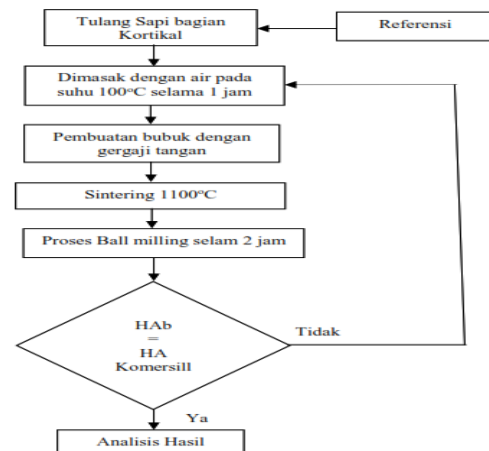 Tulang Sapi bagian
Kortikal
Referensi
Dimasak dengan air pada
suhu 100°C selama 1 jam
Pembuatan bubuk dengan
gergaji tangan
Sintering 1100°C
Proses Ball milling selam 2 jam
HAb
=
HA
Komersill
Tidak
Ya
Analisis Hasil